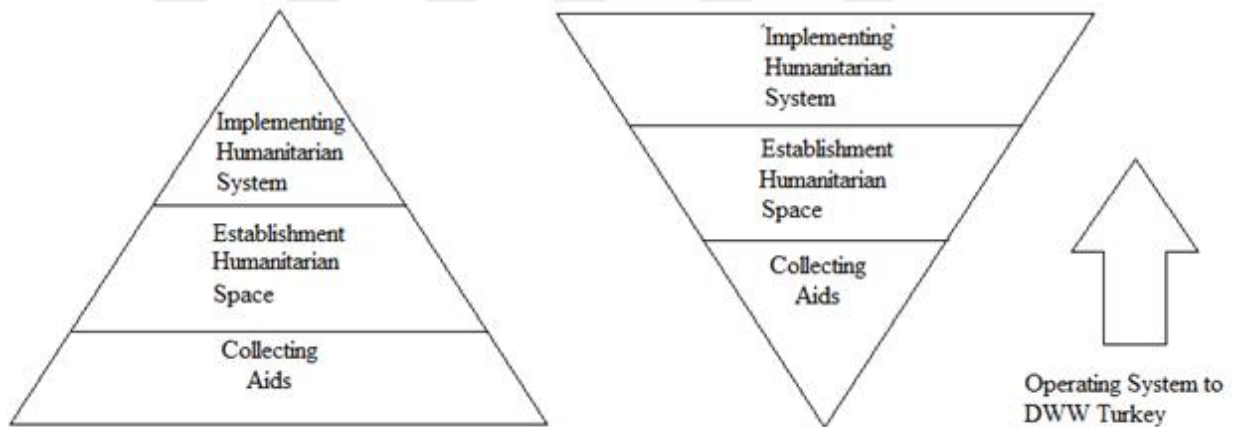 Implementing
Humanitarian
System
Establishment
Humanitarian
Space
Collecting
Aids
'Implementing'
Humanitarian
System
Establishment
Humanitarian
Space
Collecting
Aids
Operating System to
DWW Turkey